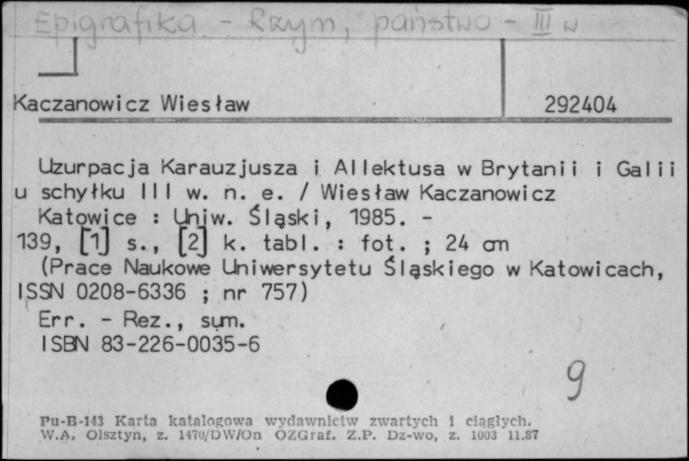 Epigrafika - Rzym, państwo - III w
Kaczanowicz Wiesław 292404
Uzurpacja Karauzjusza i Allektusa w Brytanii i Galii
u schyłku III w. n. e. / Wiesław Kaczanowicz
Katowice : Uniw. Śląski, 1985. -
139, [1] s., [2] k. tabl. : fot. ; 24 cm
(Prace Naukowe Uniwersytetu Śląskiego w Katowicach,
ISSN 0208-6336 ; nr 757)
Err. - Rez., sum.
ISBN 83-226-0035-6
9
Pu-B-143 Karta katalogowa wydawnictw zwartych i ciągłych.
W.A. Olsztyn, z. 1470/DW/On OZGraf. Z.P. Dz-wo, z. 1003 11.87